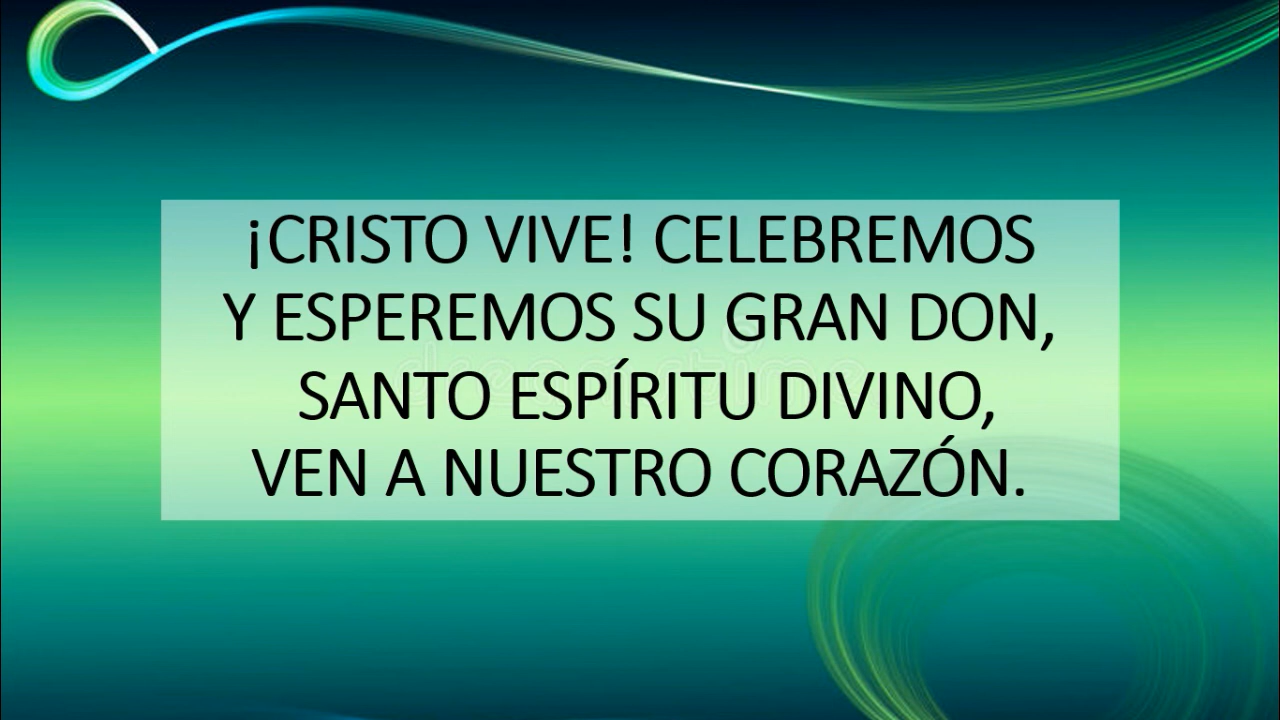 ¡CRISTO VIVE! CELEBREMOS
Y ESPEREMOS SU GRAN DON,
SANTO ESPÍRITU DIVINO,
VEN A NUESTRO CORAZÓN.